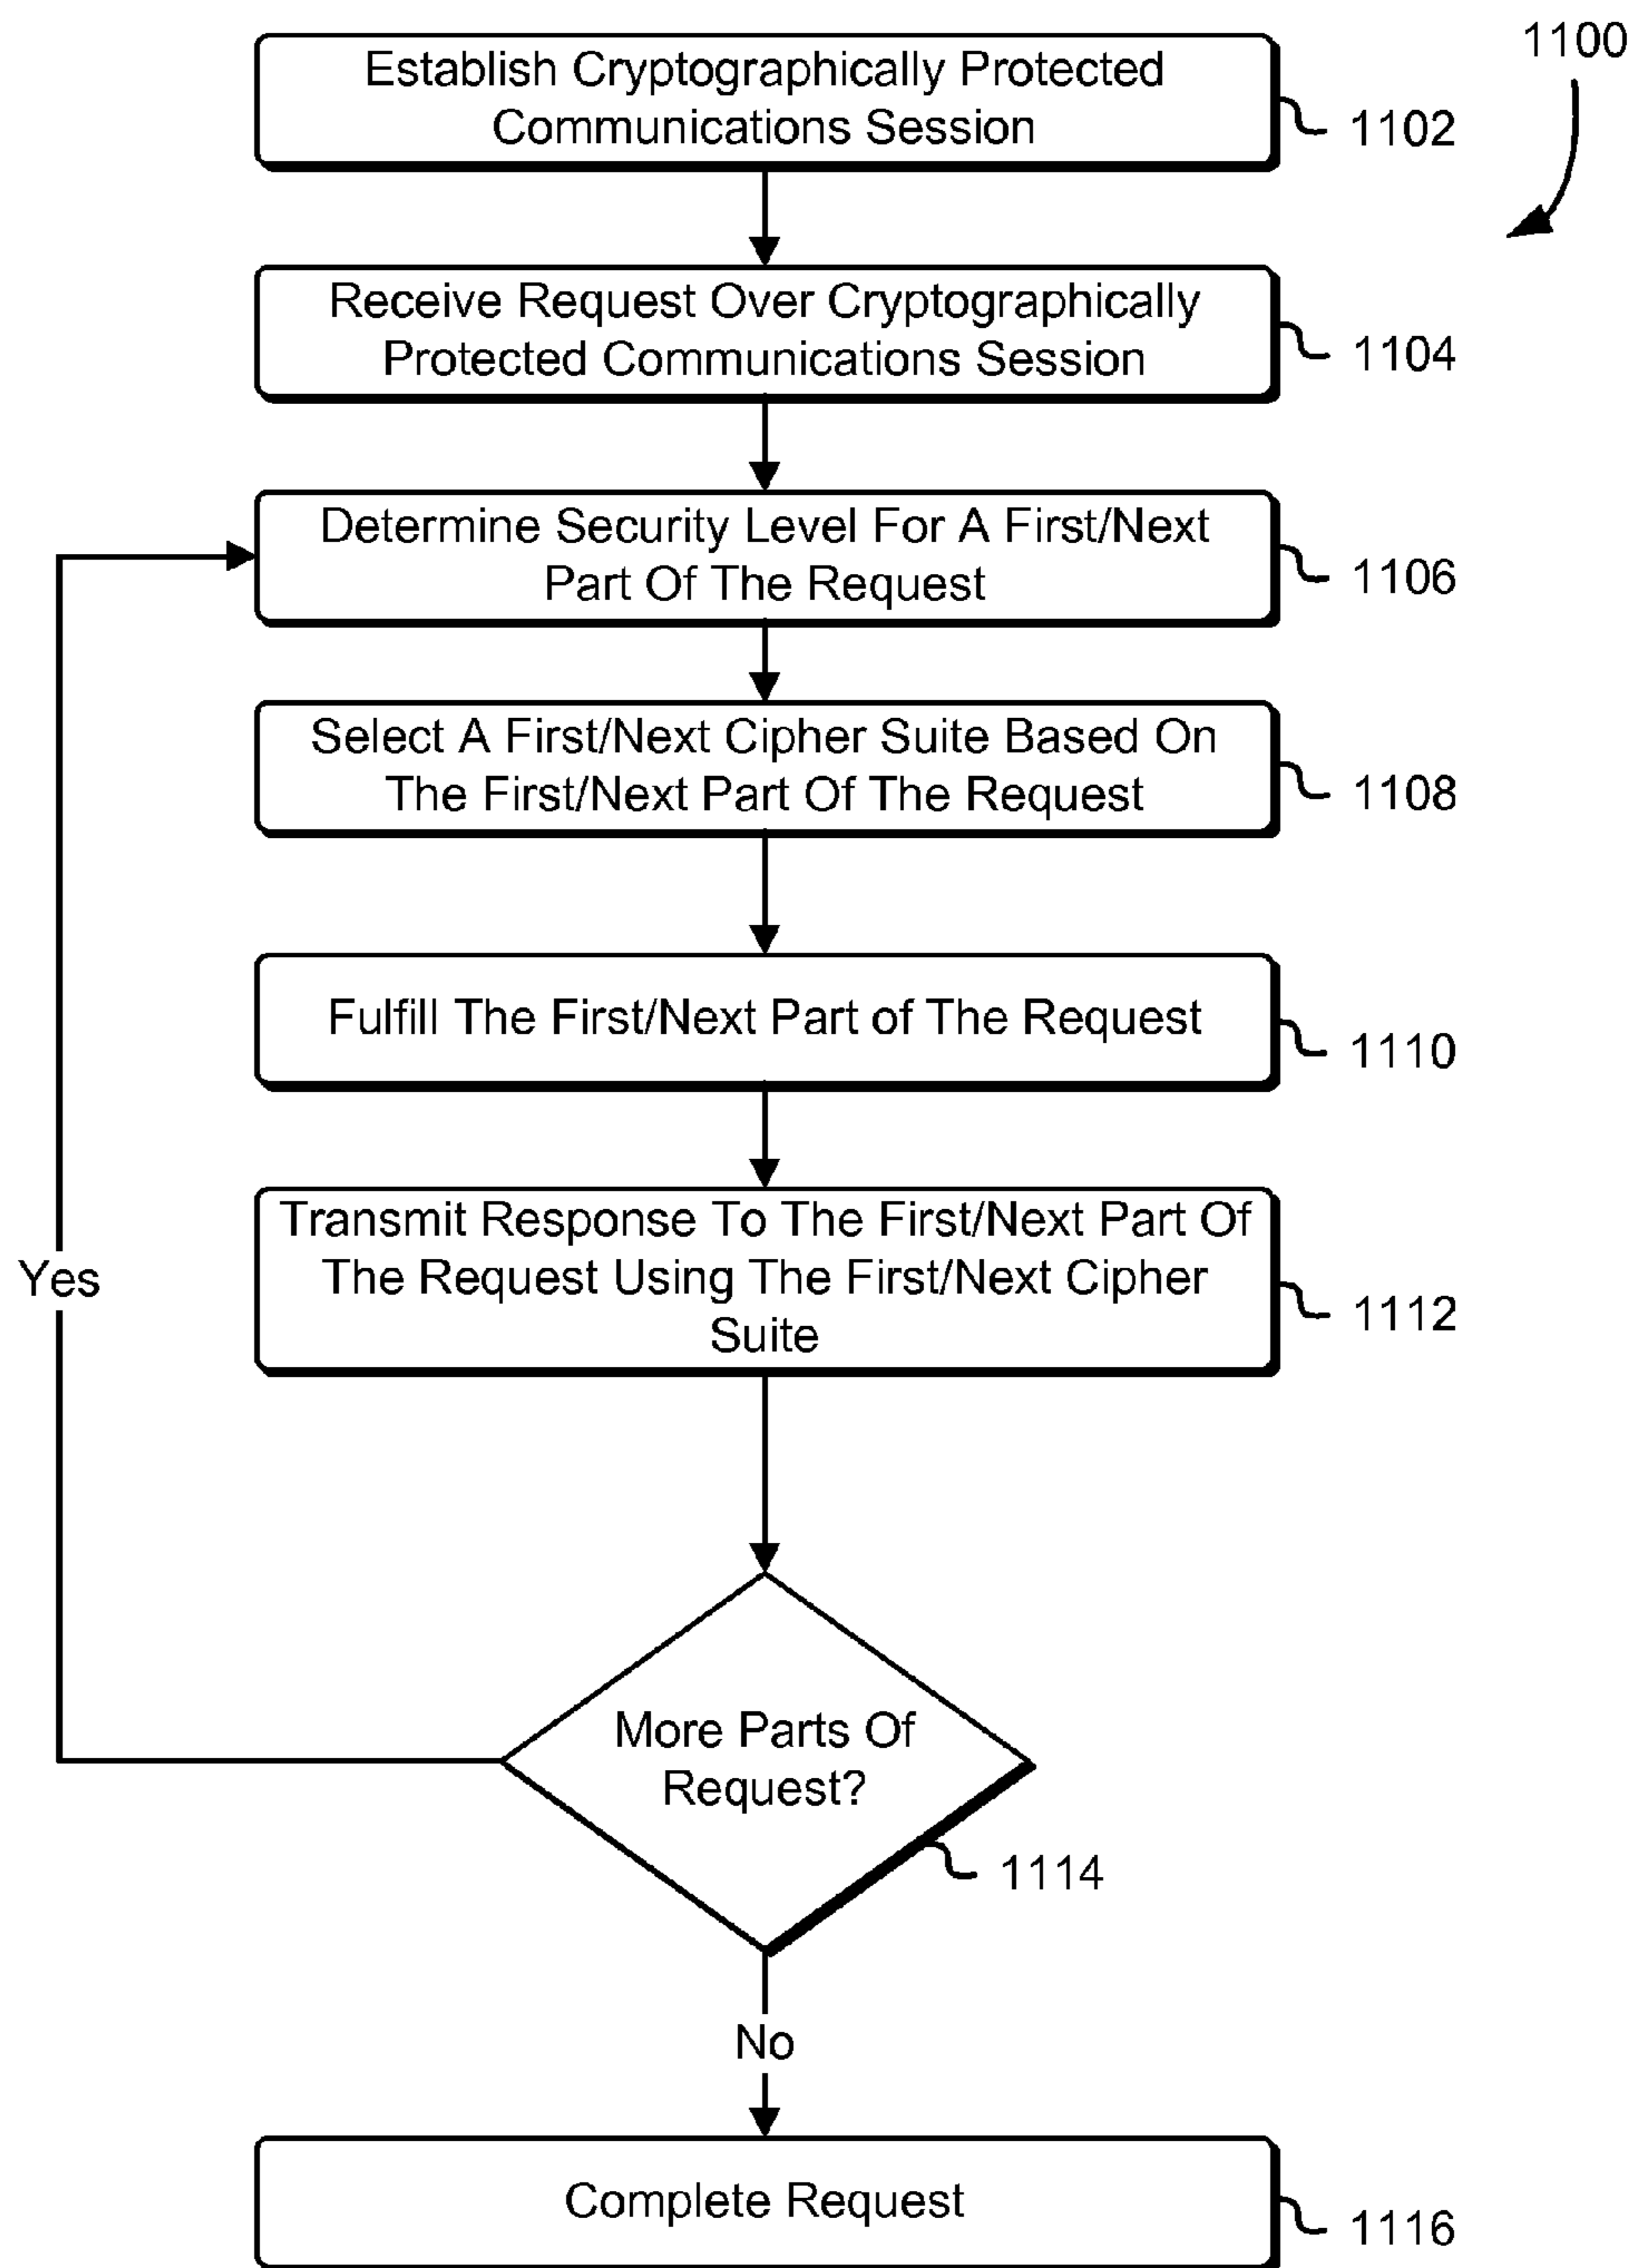 1100
Establish Cryptographically Protected
Communications Session
1102
Receive Request Over Cryptographically
Protected Communications Session
1104
Determine Security Level For A First/Next
Part Of The Request
1106
Select A First/Next Cipher Suite Based On
The First/Next Part Of The Request
1108
Fulfill The First/Next Part of The Request
1110
Transmit Response To The First/Next Part Of
The Request Using The First/Next Cipher
Suite
1112
Yes
More Parts Of
Request?
1114
No
Complete Request
1116